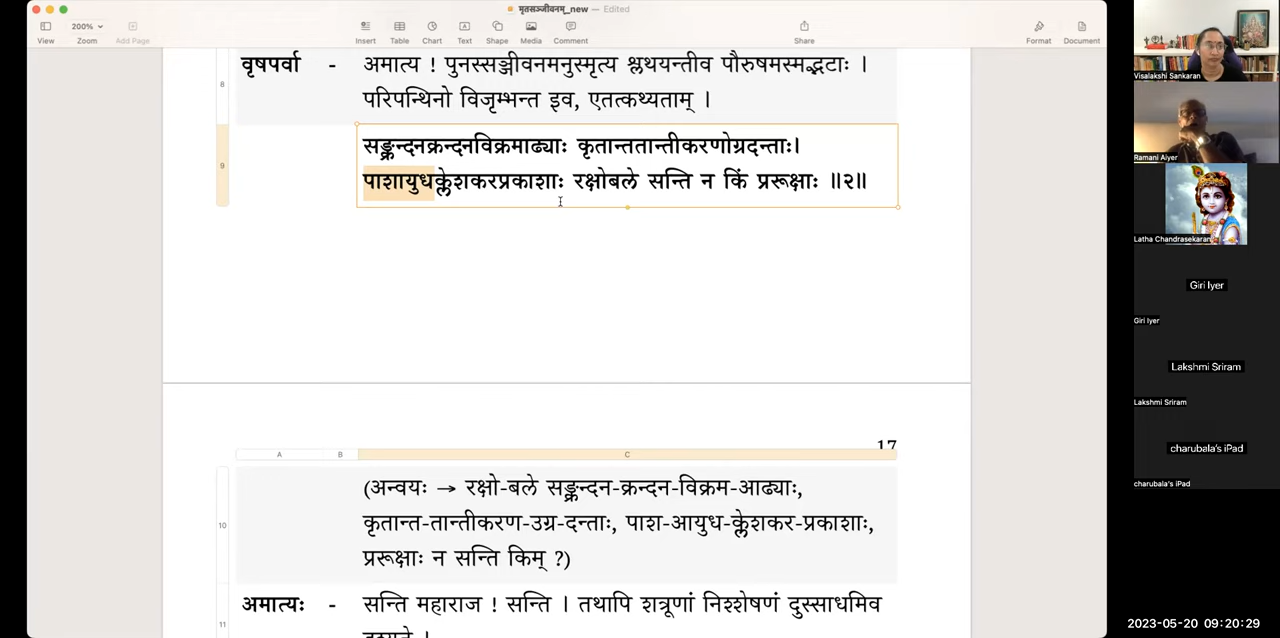 मृतसञ्जीवनम्_new — Edited
View
200%
Zoom
Add Page
Insert
Table
Chart
Text
Shape
Media
Comment
Share
Format
Document
8
वृषपर्वा - अमात्य ! पुनस्सञ्जीवनमनुस्मृत्य श्लथयन्तीव पौरुषमस्मद्भटाः ।
परिपन्थिनो विजृम्भन्त इव, एतत्कथ्यताम् ।
9
सङ्क्रन्दनक्रन्दनविक्रमाढ्याः कृतान्ततान्तीकरणोग्रदन्ताः।
पाशायुधक्लेशकरप्रकाशाः रक्षोबले सन्ति न किं प्ररूक्षाः ॥२॥
17
A B C
10
(अन्वयः → रक्षो-बले सङ्क्रन्दन-क्रन्दन-विक्रम-आढ्याः,
कृतान्त-तान्तीकरण-उग्र-दन्ताः, पाश-आयुध-क्लेशकर-प्रकाशाः,
प्ररूक्षाः न सन्ति किम् ?)
11
अमात्यः - सन्ति महाराज ! सन्ति । तथापि शत्रूणां निश्शेषणं दुस्साधमिव
Visalakshi Sankaran
Ramani Aiyer
Latha Chandrasekaran
Giri Iyer
Giri Iyer
Lakshmi Sriram
Lakshmi Sriram
charubala's iPad
charubala's iPad
2023-05-20 09:20:29